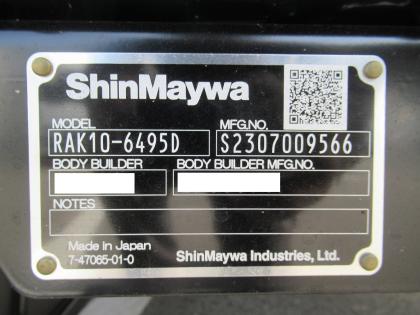 ShinMaywa
MODEL MFG.NO.
RAK10-6495D S2307009566
BODY BUILDER BODY BUILDER MFG.NO.
NOTES
Made in Japan
7-47065-01-0 ShinMaywa Industries, Ltd.